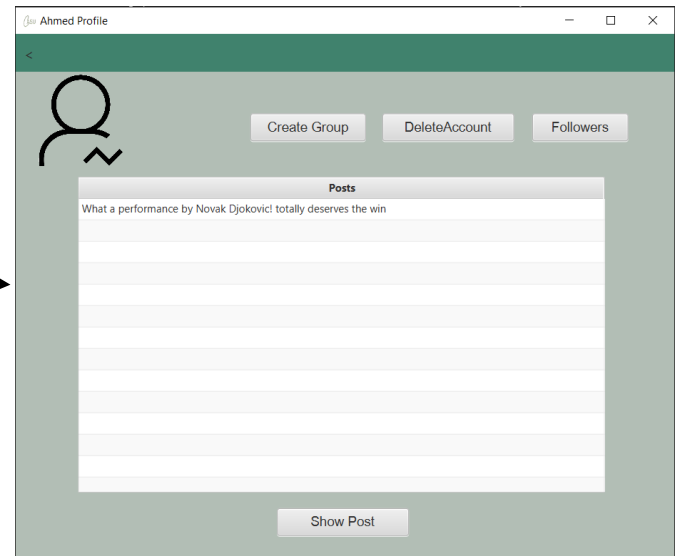 Ahmed Profile
<
Create Group DeleteAccount Followers
Posts
What a performance by Novak Djokovic! totally deserves the win
Show Post